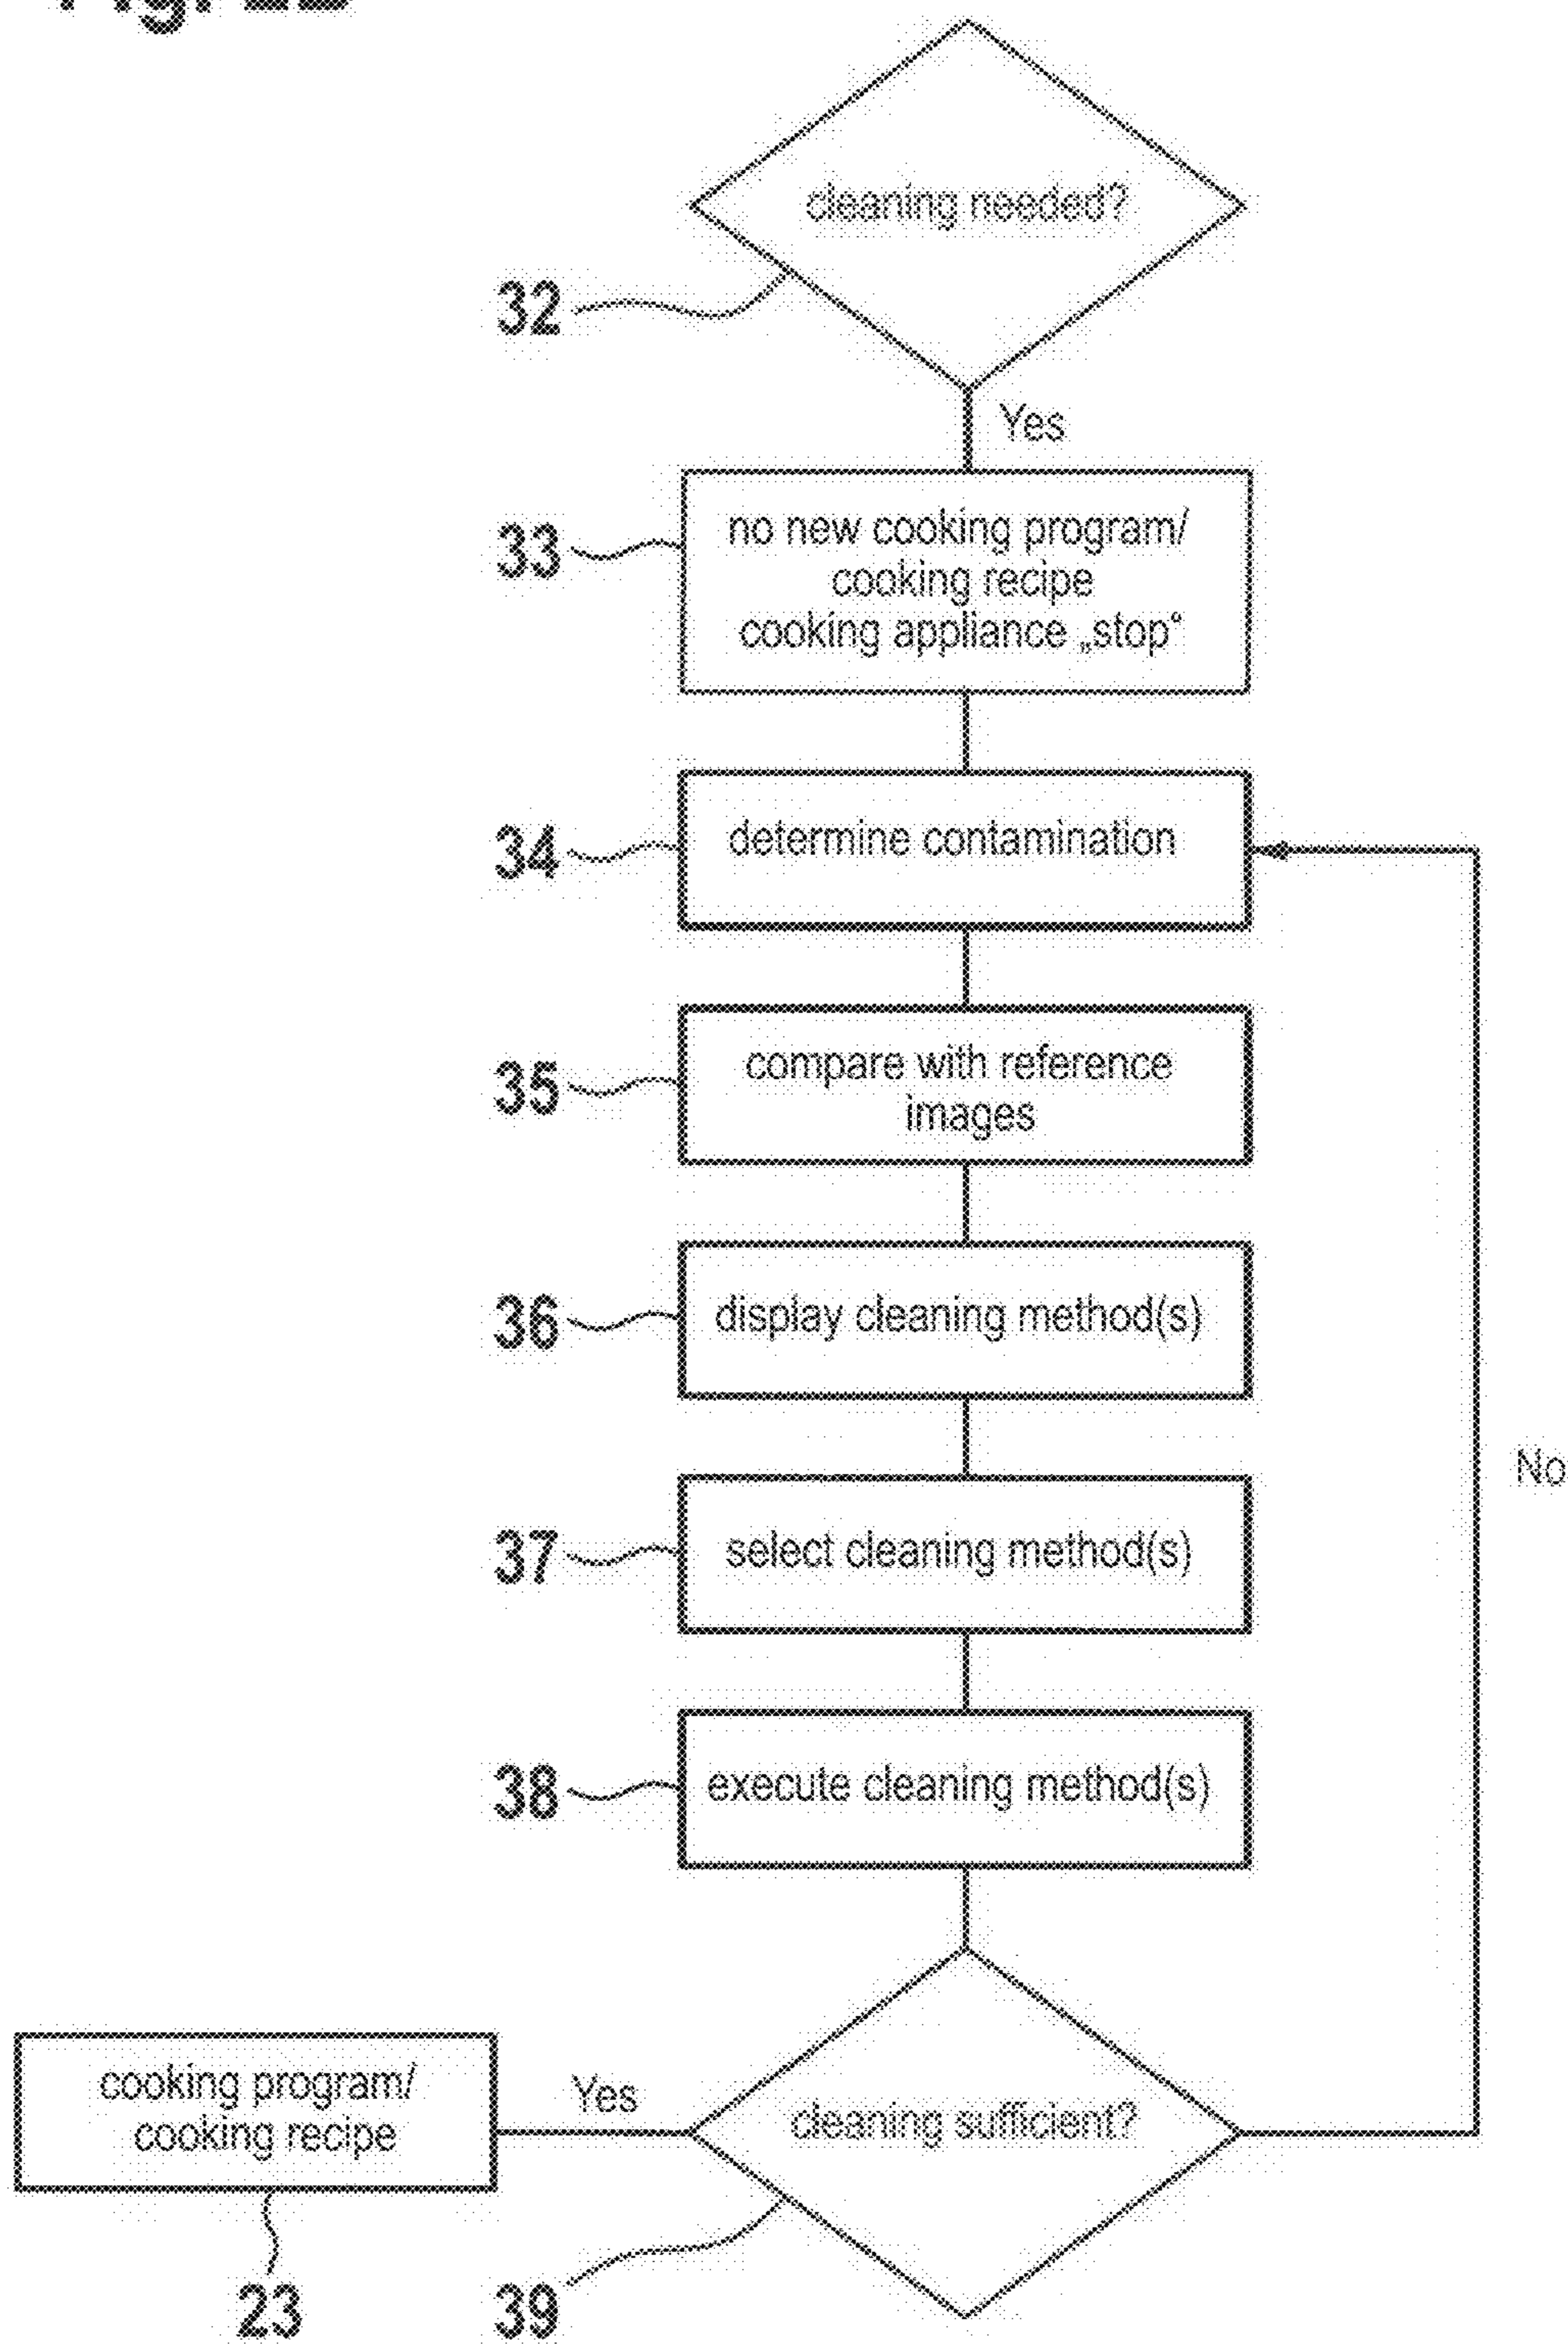 cleaning needed?
32
Yes
33
no new cooking program/
cooking recipe
cooking appliance „stop“
34
determine contamination
35
compare with reference
images
36
display cleaning method(s)
No
37
select cleaning method(s)
38
execute cleaning method(s)
cooking program/
cooking recipe
Yes
cleaning sufficient?
23
39